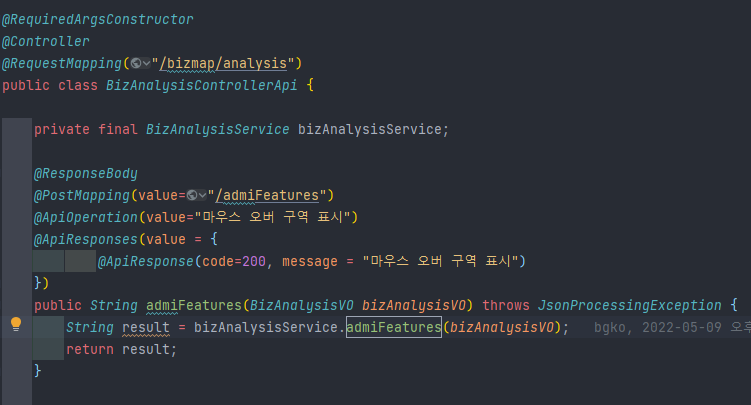 @RequiredArgsConstructor
@Controller
@RequestMapping("/bizmap/analysis")
public class BizAnalysisControllerApi {
private final BizAnalysisService bizAnalysisService;
@ResponseBody
@PostMapping(value="/admiFeatures")
@ApiOperation(value="마우스 오버 구역 표시")
@ApiResponses(value = {
@ApiResponse(code=200, message = "마우스 오버 구역 표시")
})
public String admiFeatures(BizAnalysisVO bizAnalysisVO) throws JsonProcessingException {
String result = bizAnalysisService.admiFeatures(bizAnalysisVO); bgko, 2022-05-09 오후
return result;
}